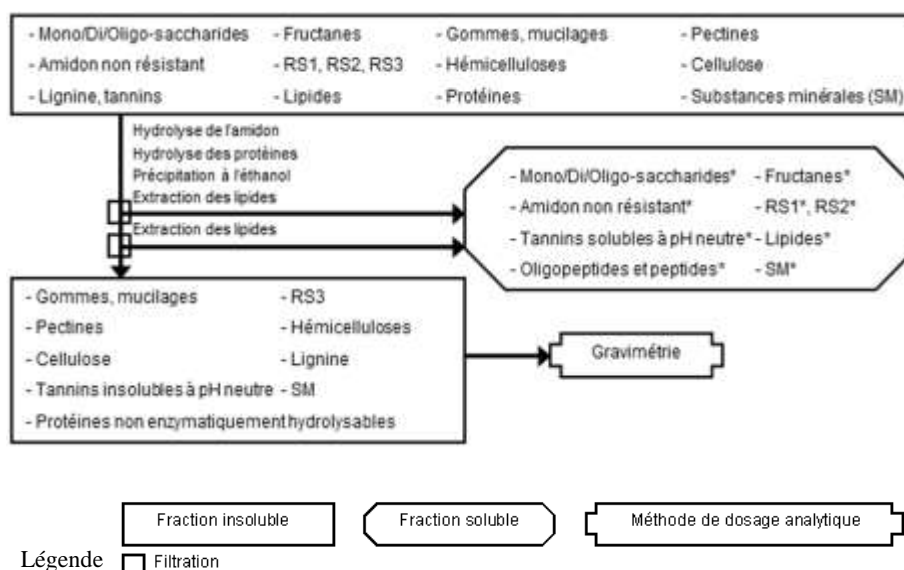 - Mono/Di/Oligo-saccharides - Fructanes - Gommes, mucilages - Pectines
- Amidon non résistant - RS1, RS2, RS3 - Hémicelluloses - Cellulose
- Lignine, tannins - Lipides - Protéines - Substances minérales (SM)
Hydrolyse de l'amidon
Hydrolyse des protéines
Précipitation à l'éthanol
Extraction des lipides
Extraction des lipides
- Mono/Di/Oligo-saccharides* - Fructanes*
- Amidon non résistant* - RS1*, RS2*
- Tannins solubles à pH neutre* - Lipides*
- Oligopeptides et peptides* - SM*
- Gommes, mucilages - RS3
- Pectines - Hémicelluloses
- Cellulose - Lignine
- Tannins insolubles à pH neutre - SM
- Protéines non enzymatiquement hydrolysables
Gravimétrie
Fraction insoluble Fraction soluble Méthode de dosage analytique
Légende Filtration